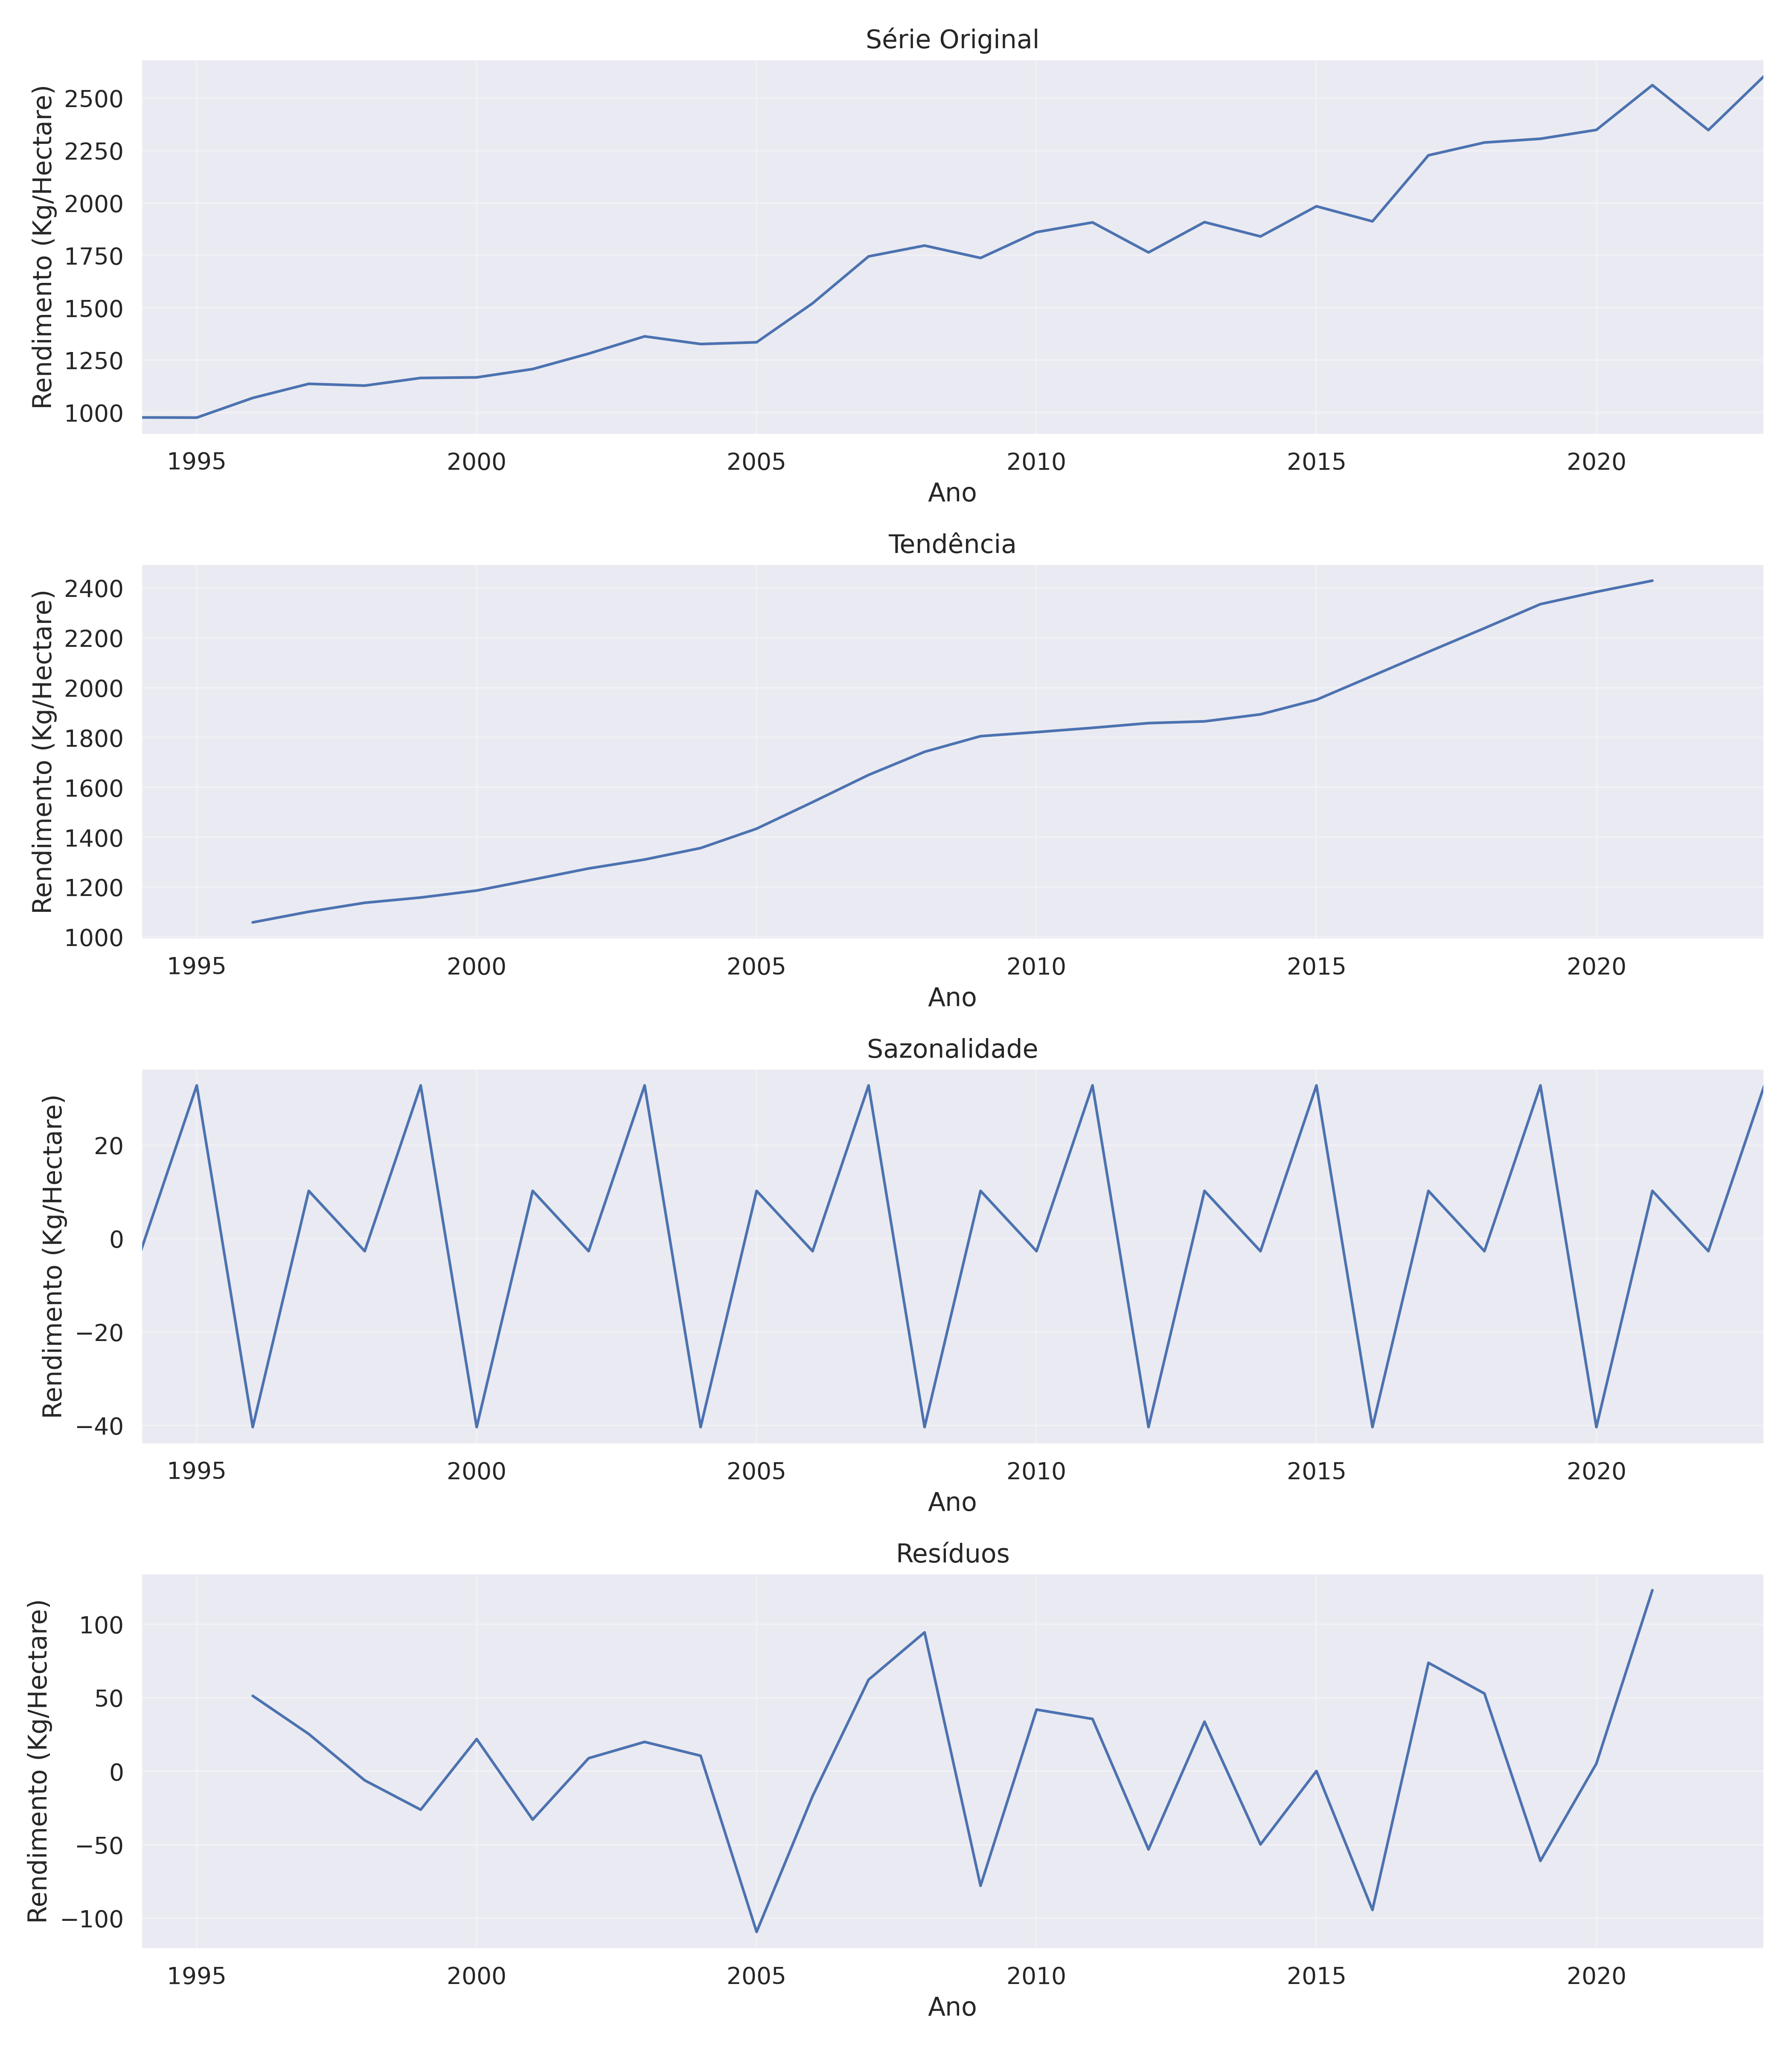 Série Original
Rendimento (Kg/Hectare)
2500
2250
2000
1750
1500
1250
1000
1995 2000 2005 2010 2015 2020
Ano
Tendência
Rendimento (Kg/Hectare)
2400
2200
2000
1800
1600
1400
1200
1000
1995 2000 2005 2010 2015 2020
Ano
Sazonalidade
Rendimento (Kg/Hectare)
20
0
−20
−40
1995 2000 2005 2010 2015 2020
Ano
Resíduos
Rendimento (Kg/Hectare)
100
50
0
−50
−100
1995 2000 2005 2010 2015 2020
Ano